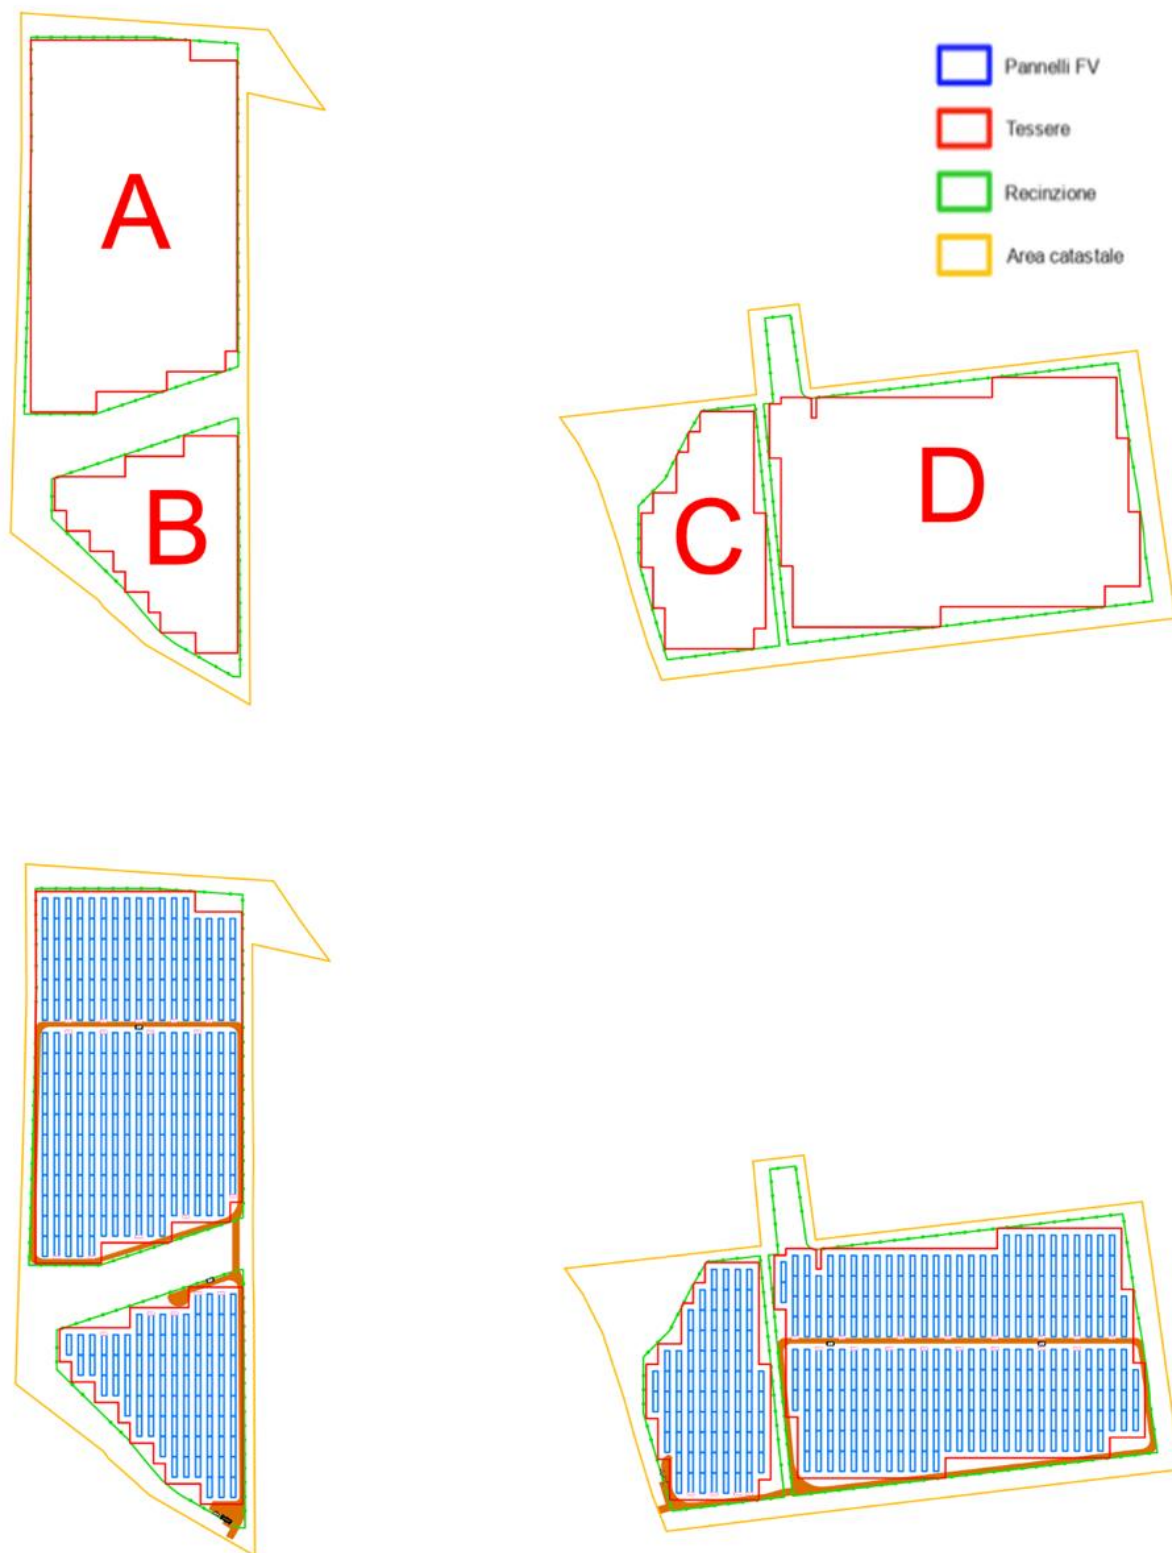 Pannelli FV
Tessere
Recinzione
Area catastale
A
B
C
D